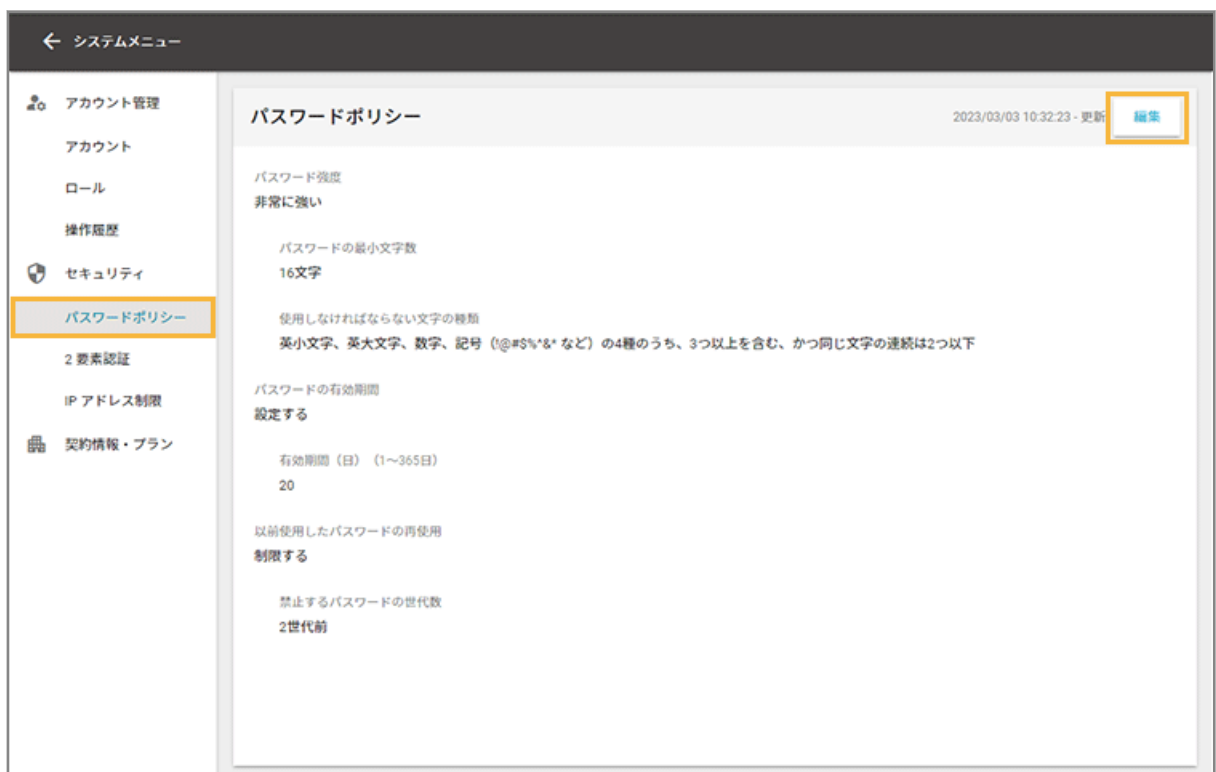 システムメニュー
アカウント管理
アカウント
ロール
操作履歴
セキュリティ
パスワードポリシー
2 要素認証
IP アドレス制限
契約情報・プラン
パスワードポリシー
2023/03/03 10:32:23 - 更新
編集
パスワード強度
非常に強い
パスワードの最小文字数
16文字
使用しなければならない文字の種類
英小文字、英大文字、数字、記号（!@#$%^&* など）の4種のうち、3つ以上を含む、かつ同じ文字の連続は2つ以下
パスワードの有効期間
設定する
有効期間（日）（1～365日）
20
以前使用したパスワードの再使用
制限する
禁止するパスワードの世代数
2世代前